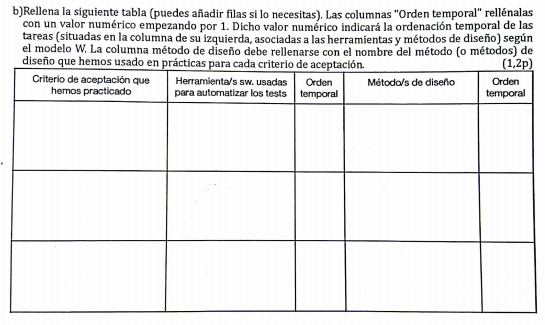 b)Rellena la siguiente tabla (puedes añadir filas si lo necesitas). Las columnas "Orden temporal" rellénalas
con un valor numérico empezando por 1. Dicho valor numérico indicará la ordenación temporal de las
tareas (situadas en la columna de su izquierda, asociadas a las herramientas y métodos de diseño) según
el modelo W. La columna método de diseño debe rellenarse con el nombre del método (o métodos) de
diseño que hemos usado en prácticas para cada criterio de aceptación. (1,2p)
Criterio de aceptación que
hemos practicado
Herramienta/s sw. usadas
para automatizar los tests
Orden
temporal
Método/s de diseño
Orden
temporal